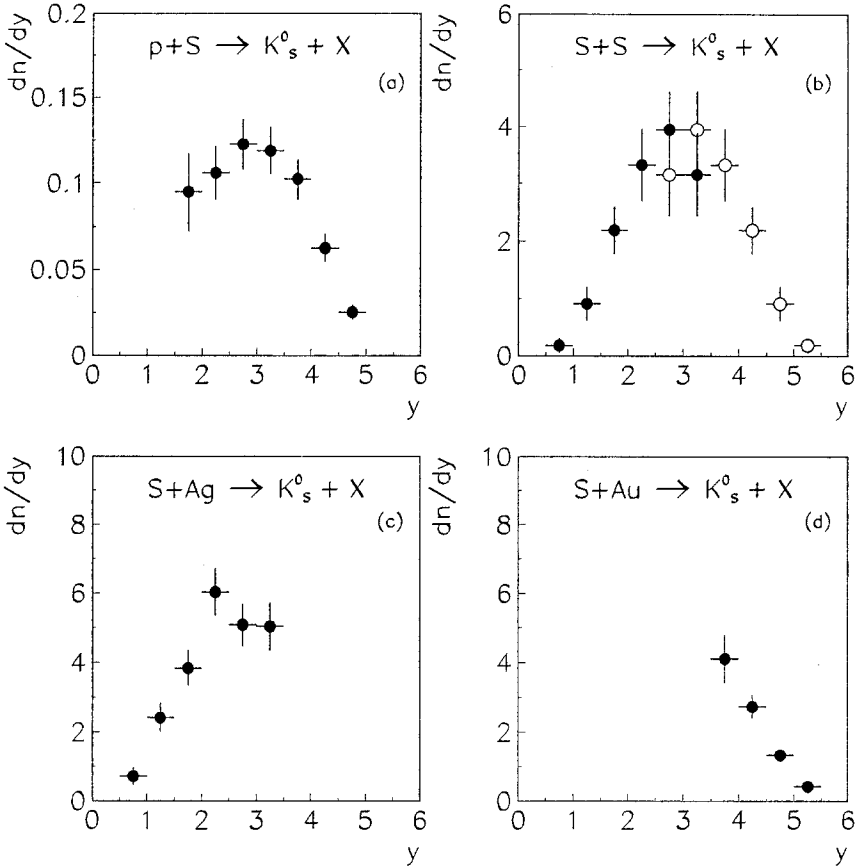 dn/dy
0.2
0.15
0.1
0.05
0
p+S → K⁰ₛ + X
(a)
0 1 2 3 4 5 6
y
dn/dy
6
4
2
0
S+S → K⁰ₛ + X
(b)
0 1 2 3 4 5 6
y
dn/dy
10
8
6
4
2
0
S+Ag → K⁰ₛ + X
(c)
0 1 2 3 4 5 6
y
dn/dy
10
8
6
4
2
0
S+Au → K⁰ₛ + X
(d)
0 1 2 3 4 5 6
y